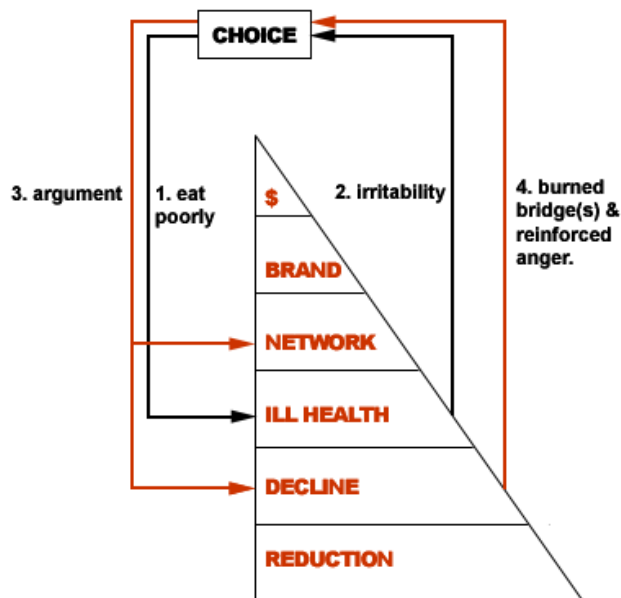 CHOICE
3. argument
1. eat
poorly
2. irritability
4. burned
bridge(s) &
reinforced
anger.
$
BRAND
NETWORK
ILL HEALTH
DECLINE
REDUCTION